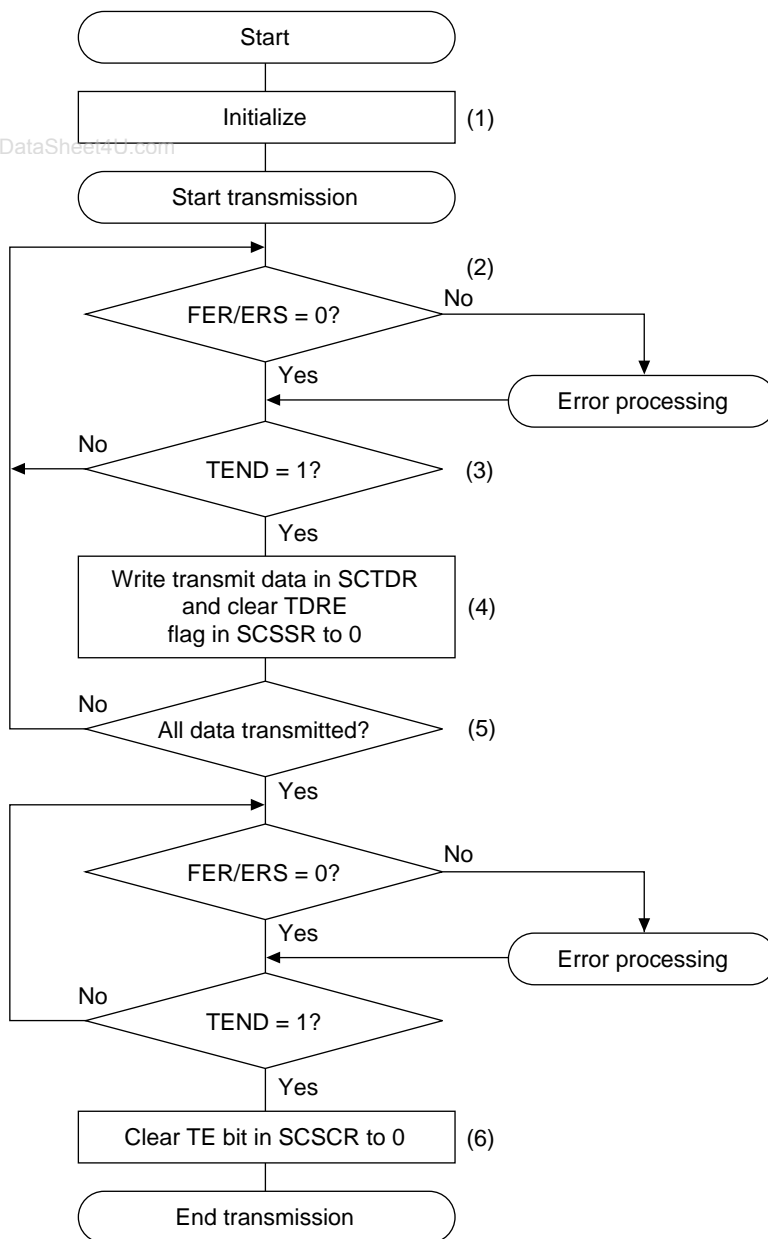 Start
Initialize
(1)
DataSheet4U.com
Start transmission
(2)
FER/ERS = 0?
No
Yes
Error processing
No
TEND = 1?
(3)
Yes
Write transmit data in SCTDR
and clear TDRE
flag in SCSSR to 0
(4)
No
All data transmitted?
(5)
Yes
FER/ERS = 0?
No
Yes
Error processing
No
TEND = 1?
Yes
Clear TE bit in SCSCR to 0
(6)
End transmission